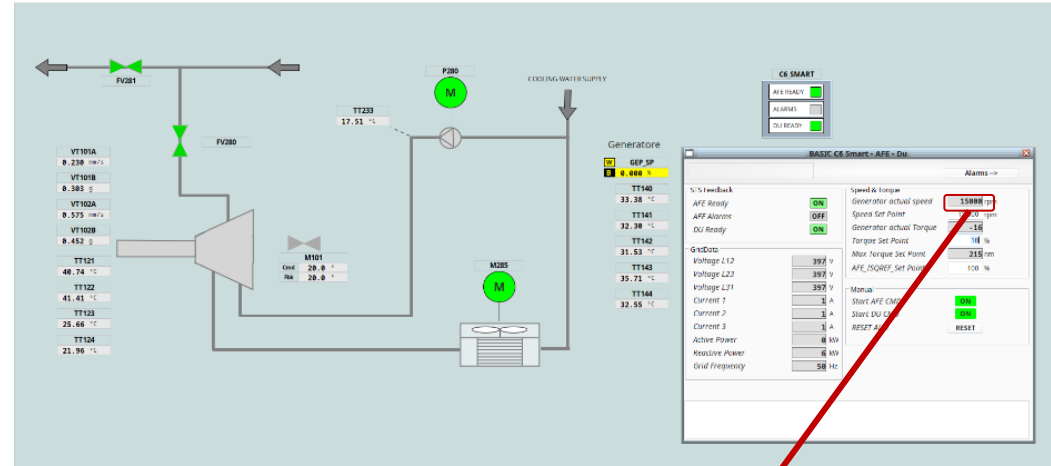 FV281
P280
M
COOLING WATER SUPPLY
C6 SMART
AFE READY
ALARMS
DU READY
TT233
17.51 °C
FV280
Generatore
W GEP_SP
B 0.000 %
TT140
33.38 °C
TT141
32.30 °C
TT142
31.53 °C
TT143
35.71 °C
TT144
32.55 °C
VT101A
0.230 mm/s
VT101B
0.303 g
VT102A
0.575 mm/s
VT102B
0.452 g
TT121
40.74 °C
TT122
41.41 °C
TT123
25.66 °C
TT124
21.96 °C
M101
Cmd 20.0 °
Fbk 20.0 °
M285
M
BASIC C6 Smart - AFE - Du
Alarms -->
STS Feedback
AFE Ready ON
AFE Alarms OFF
DU Ready ON
GridData
Voltage L12 397 V
Voltage L23 397 V
Voltage L31 397 V
Current 1 1 A
Current 2 1 A
Current 3 1 A
Active Power 0 kW
Reactive Power 6 kW
Grid Frequency 50 Hz
Speed & Torque
Generator actual speed 15000 rpm
Speed Set Point rpm
Generator actual Torque -16
Torque Set Point 10 %
Max Torque Set Point 215 nm
AFE_ISQREF_Set Point 100 %
Manual
Start AFE CMD ON
Start DU ON
RESET RESET